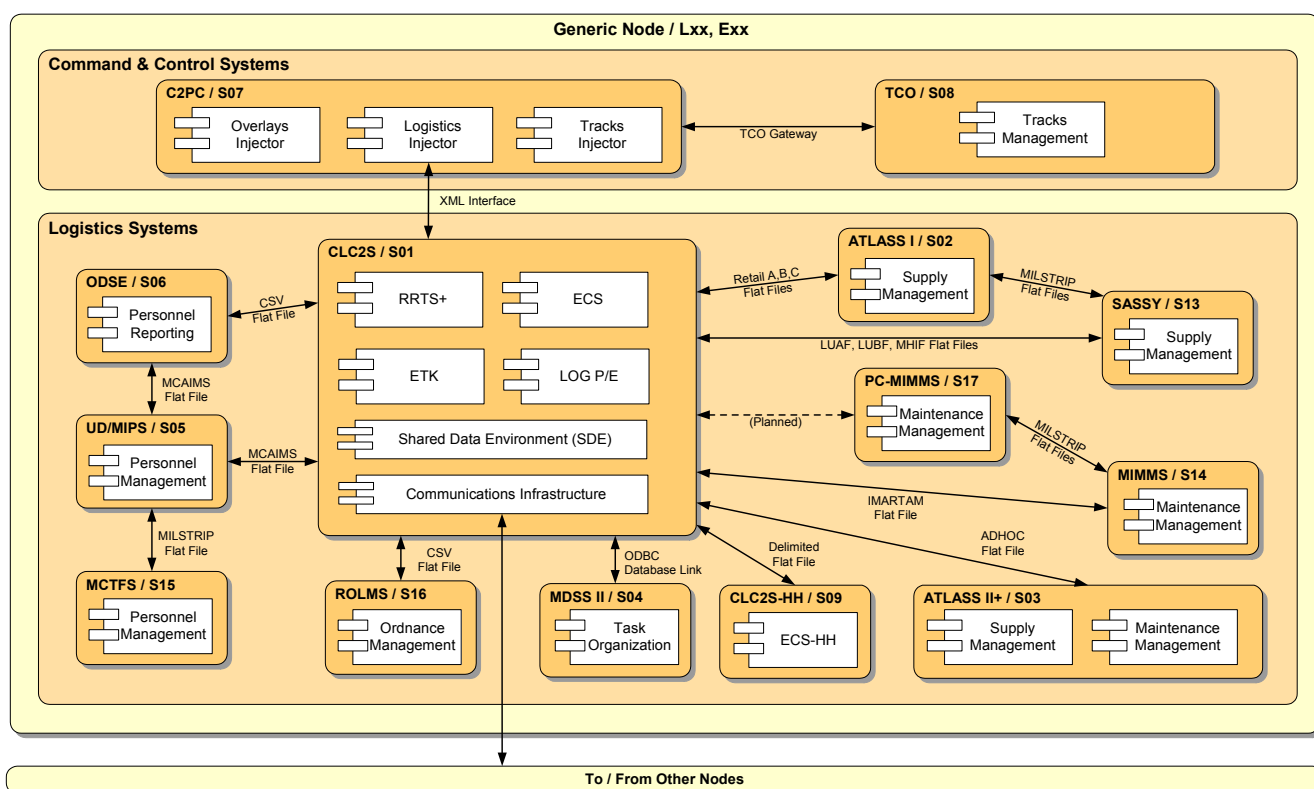 Generic Node / Lxx, Exx
Command & Control Systems
C2PC / S07
Overlays
Injector
Logistics
Injector
Tracks
Injector
TCO Gateway
TCO / S08
Tracks
Management
XML Interface
Logistics Systems
CLC2S / S01
RRTS+
ECS
ETK
LOG P/E
Shared Data Environment (SDE)
Communications Infrastructure
ODSE / S06
Personnel
Reporting
CSV
Flat File
MCAIMS
Flat File
UD/MIPS / S05
Personnel
Management
MCAIMS
Flat File
MILSTRIP
Flat File
MCTFS / S15
Personnel
Management
ATLASS I / S02
Supply
Management
Retail A,B,C
Flat Files
MILSTRIP
Flat Files
SASSY / S13
Supply
Management
LUAF, LUBF, MHIF Flat Files
PC-MIMMS / S17
Maintenance
Management
(Planned)
MILSTRIP
Flat Files
MIMMS / S14
Maintenance
Management
IMARTAM
Flat File
ADHOC
Flat File
CSV
Flat File
ROLMS / S16
Ordnance
Management
ODBC
Database Link
MDSS II / S04
Task
Organization
Delimited
Flat File
CLC2S-HH / S09
ECS-HH
ATLASS II+ / S03
Supply
Management
Maintenance
Management
To / From Other Nodes